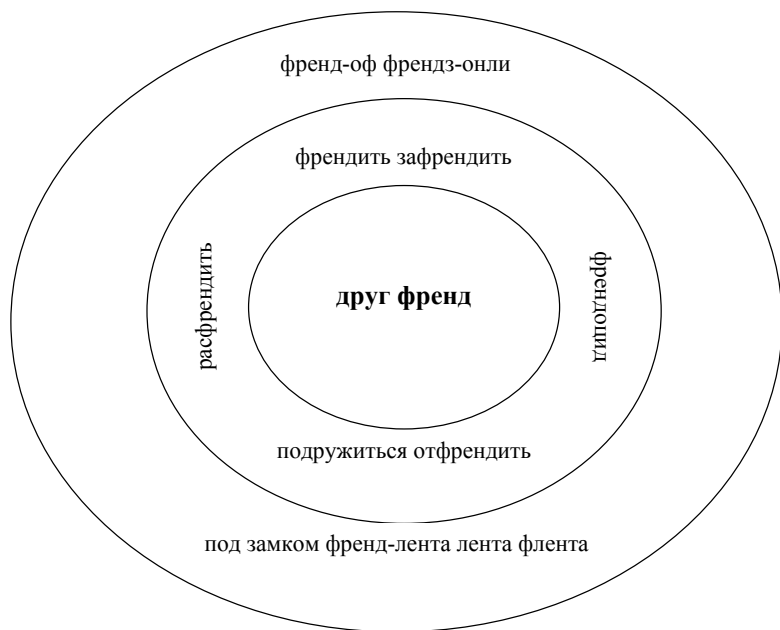 френд-оф френдз-онли
френдить зафрендить
расфрендить
друг френд
френдоцид
подружиться отфрендить
под замком френд-лента лента флента